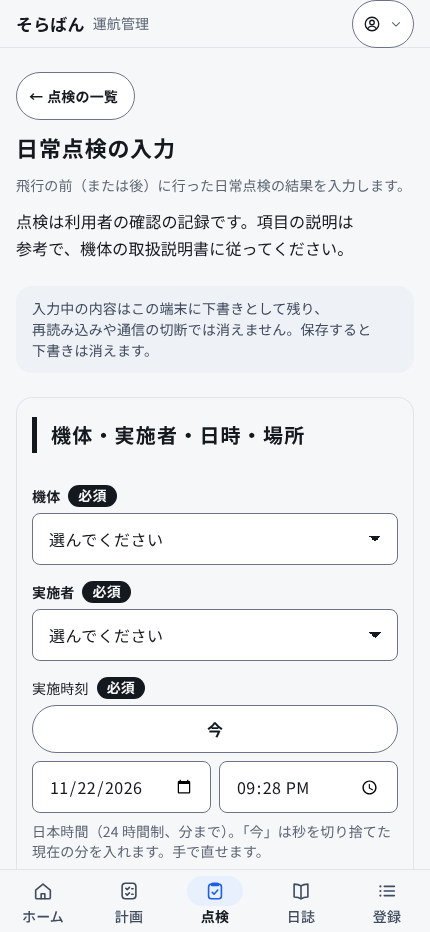 そらばん 運航管理
← 点検の一覧
日常点検の入力
飛行の前（または後）に行った日常点検の結果を入力します。
点検は利用者の確認の記録です。項目の説明は
参考で、機体の取扱説明書に従ってください。
入力中の内容はこの端末に下書きとして残り、
再読み込みや通信の切断では消えません。保存すると
下書きは消えます。
機体・実施者・日時・場所
機体 必須
選んでください
実施者 必須
選んでください
実施時刻 必須
今
11/22/2026 09:28 PM
日本時間（24 時間制、分まで）。「今」は秒を切り捨てた
現在の分を入れます。手で直せます。
ホーム 計画 点検 日誌 登録